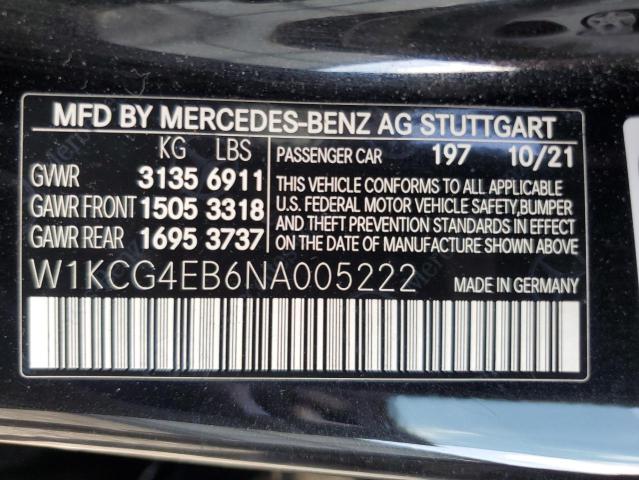 MFD BY MERCEDES-BENZ AG STUTTGART
KG LBS
PASSENGER CAR 197 10/21
GVWR 3135 6911
GAWR FRONT 1505 3318
GAWR REAR 1695 3737
THIS VEHICLE CONFORMS TO ALL APPLICABLE
U.S. FEDERAL MOTOR VEHICLE SAFETY,BUMPER
AND THEFT PREVENTION STANDARDS IN EFFECT
ON THE DATE OF MANUFACTURE SHOWN ABOVE.
W1KCG4EB6NA005222
MADE IN GERMANY